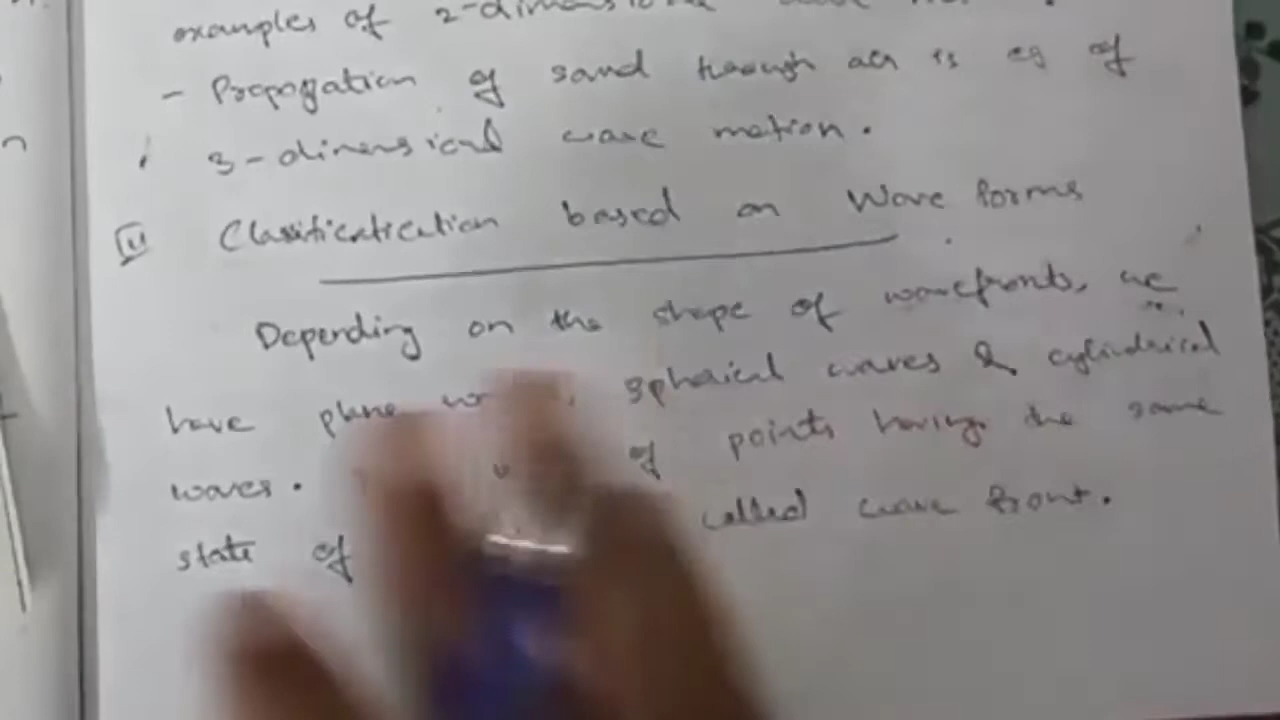 examples of 2-dimensional
- Propogation of sound through air is eg of
3-dimensional wave motion.
Classificatication based on Wave forms
Depending on the shape of wavefronts, we
have plane spherical waves & cylindrical
waves. of points having the same
state of called wave front.